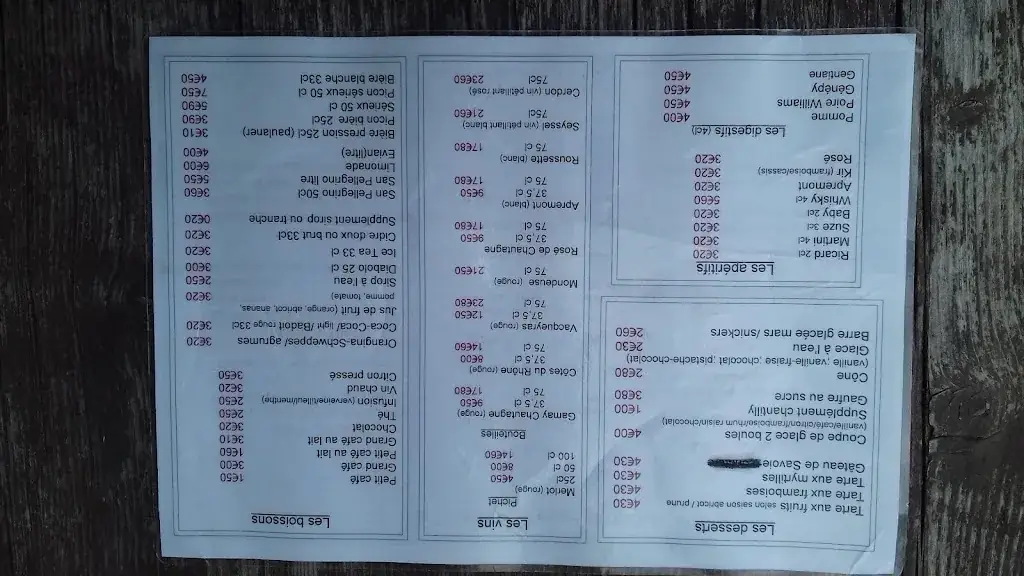 Les desserts
Tarte aux fruits selon saison abricot / prune 4€30
Tarte aux framboises 4€30
Tarte aux myrtilles 4€30
Gâteau de Savoie 4€30
Coupe de glace 2 boules 4€00
(vanille/café/citron/framboise/rhum raisin/chocolat)
Supplement chantilly 1€00
Gaufre au sucre 3€80
Cône 2€80
(vanille ;vanille-fraise ;chocolat ;pistache-chocolat)
Glace à l'eau 2€30
Barre glacée mars /snickers 2€60
Les apéritifs
Ricard 2cl 3€20
Martini 4cl 3€20
Suze 3cl 3€20
Baby 2cl 3€20
Whisky 4cl 5€60
Apremont 3€20
Kir (framboise/cassis) 3€20
Rosé 3€20
Les digestifs (4cl)
Pomme 4€00
Poire Williams 4€50
Génépy 4€50
Gentiane 4€50
Les vins
Pichet
Merlot (rouge)
25cl 4€50
50 cl 8€00
100 cl 14€60
Bouteilles
Gamay Chautagne (rouge)
37,5 cl 9€50
75 cl 17€80
Côtes du Rhône (rouge)
37,5 cl 8€00
75 cl 14€60
Vaqueyras (rouge)
37,5 cl 12€50
75 cl 23€80
Mondeuse (rouge)
75 cl 21€50
Rosé de Chautagne
37,5 cl 9€50
75 cl 17€80
Apremont (blanc)
37,5 cl 9€50
75 cl 17€80
Roussette (blanc)
75 cl 17€80
Seyssel (vin pétillant blanc)
75cl 21€60
Cerdon (vin pétillant rosé)
75cl 23€60
Les boissons
Petit café 1€50
Grand café 3€00
Petit café au lait 1€60
Grand café au lait 3€10
Chocolat 3€20
Thé 2€50
Infusion (verveine/tilleul/menthe) 2€50
Vin chaud 3€20
Citron pressé 3€50
Orangina-Schweppes/ agrumes/ 3€20
Coca-Coca/ light /Badoit/ rouge 33cl
Jus de fruit (orange, abricot, ananas, 3€20
pomme, tomate)
Sirop à l'eau 2€50
Diabolo 25 cl 3€00
Ice Tea 33 cl 3€20
Cidre doux ou brut 33cl 3€20
Supplement sirop ou tranche 0€20
San Pellegrino 50cl 3€60
San Pellegrino litre 5€50
Limonade 6€00
Evian(litre) 4€00
Bière pression 25cl (paulaner) 3€10
Picon bière 25cl 3€90
Sérieux 50 cl 5€90
Picon sérieux 50 cl 7€50
Bière blanche 33cl 4€50